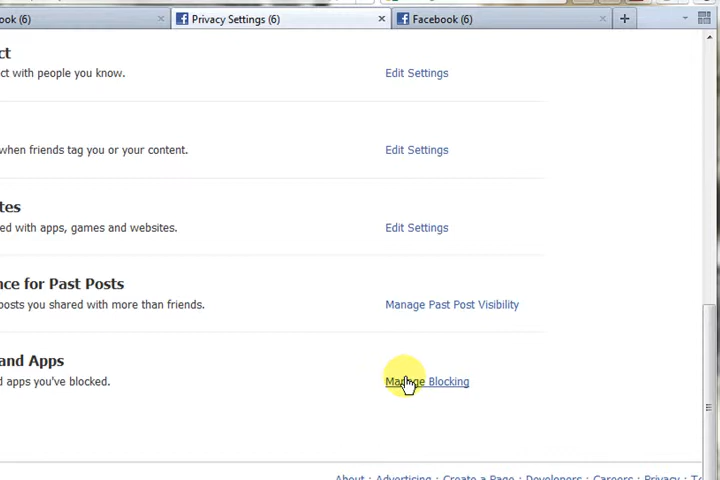 ook (6)
Privacy Settings (6)
Facebook (6)
ct
ct with people you know.
Edit Settings
when friends tag you or your content.
Edit Settings
tes
ed with apps, games and websites.
Edit Settings
nce for Past Posts
posts you shared with more than friends.
Manage Past Post Visibility
and Apps
d apps you've blocked.
Manage Blocking
About · Advertising · Create a Page · Developers · Careers · Privacy · Te